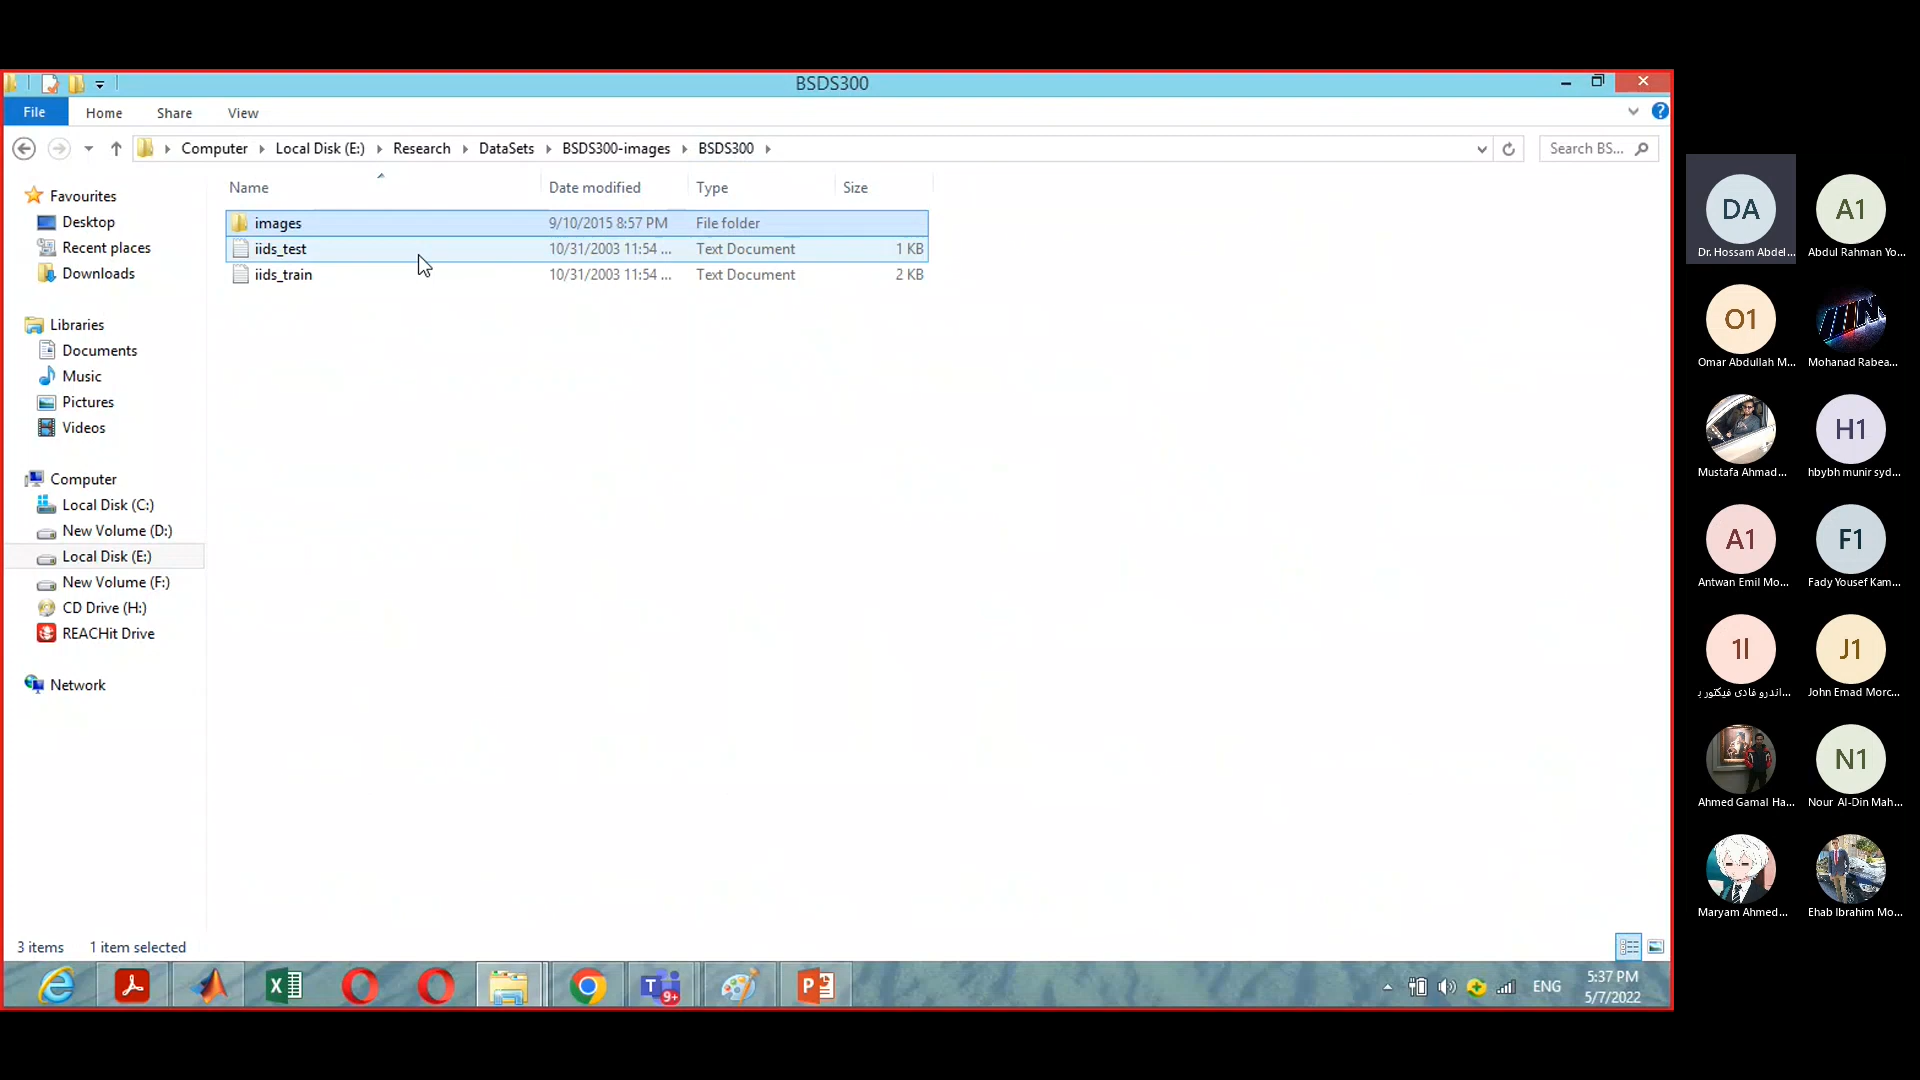 BSDS300
File Home Share View
Computer Local Disk (E:) Research DataSets BSDS300-images BSDS300
Search BS...
Name Date modified Type Size
images 9/10/2015 8:57 PM File folder
iids_test 10/31/2003 11:54 ... Text Document 1 KB
iids_train 10/31/2003 11:54 ... Text Document 2 KB
Favourites
Desktop
Recent places
Downloads
Libraries
Documents
Music
Pictures
Videos
Computer
Local Disk (C:)
New Volume (D:)
Local Disk (E:)
New Volume (F:)
CD Drive (H:)
REACHit Drive
Network
3 items 1 item selected
T 9+
P
ENG
5:37 PM
5/7/2022
DA A1
Dr. Hossam Abdel... Abdul Rahman Yo...
O1
Omar Abdullah M... Mohanad Rabea...
H1
Mustafa Ahmad... hbybh munir syd...
A1 F1
Antwan Emil Mo... Fady Yousef Kam...
1ا J1
اندرو فادى فيكتور ب... John Emad Morc...
N1
Ahmed Gamal Ha... Nour Al-Din Mah...
Maryam Ahmed... Ehab Ibrahim Mo...